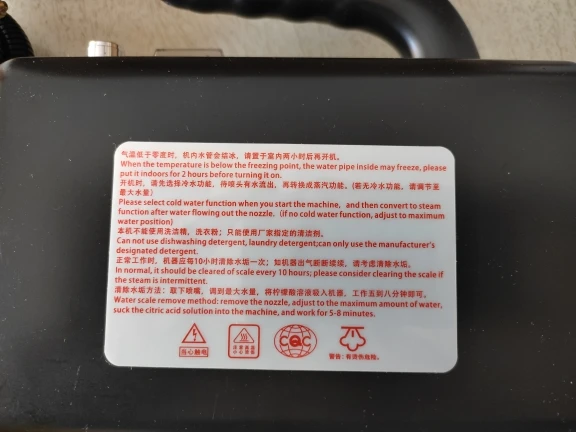 气温低于零度时，机内水管会结冰，请置于室内两小时后再开机。
When the temperature is below the freezing point, the water pipe inside may freeze, please
put it indoors for 2 hours before turning it on.
开机时，请先选择冷水功能，待喷头有水流出，再转换成蒸汽功能。(若无冷水功能，请调节至
最大水量)
Please select cold water function when you start the machine, and then convert to steam
function after water flowing out the nozzle. (if no cold water function, adjust to maximum
water position)
本机不能使用洗洁精，洗衣粉；只能使用厂家指定的清洁剂。
Can not use dishwashing detergent, laundry detergent;can only use the manufacturer's
designated detergent.
正常工作时，机器应每10小时清除水垢一次；如机器出气断断续续，请考虑清除水垢。
In normal, it should be cleared of scale every 10 hours; please consider clearing the scale if
the steam is intermittent.
清除水垢方法：取下喷嘴，调到最大水量，将柠檬酸溶液吸入机器，工作五到八分钟即可。
Water scale remove method: remove the nozzle, adjust to the maximum amount of water,
suck the citric acid solution into the machine, and work for 5-8 minutes.
当心触电
注意高温
小心烫伤
CQC
警告：有烫伤危险。